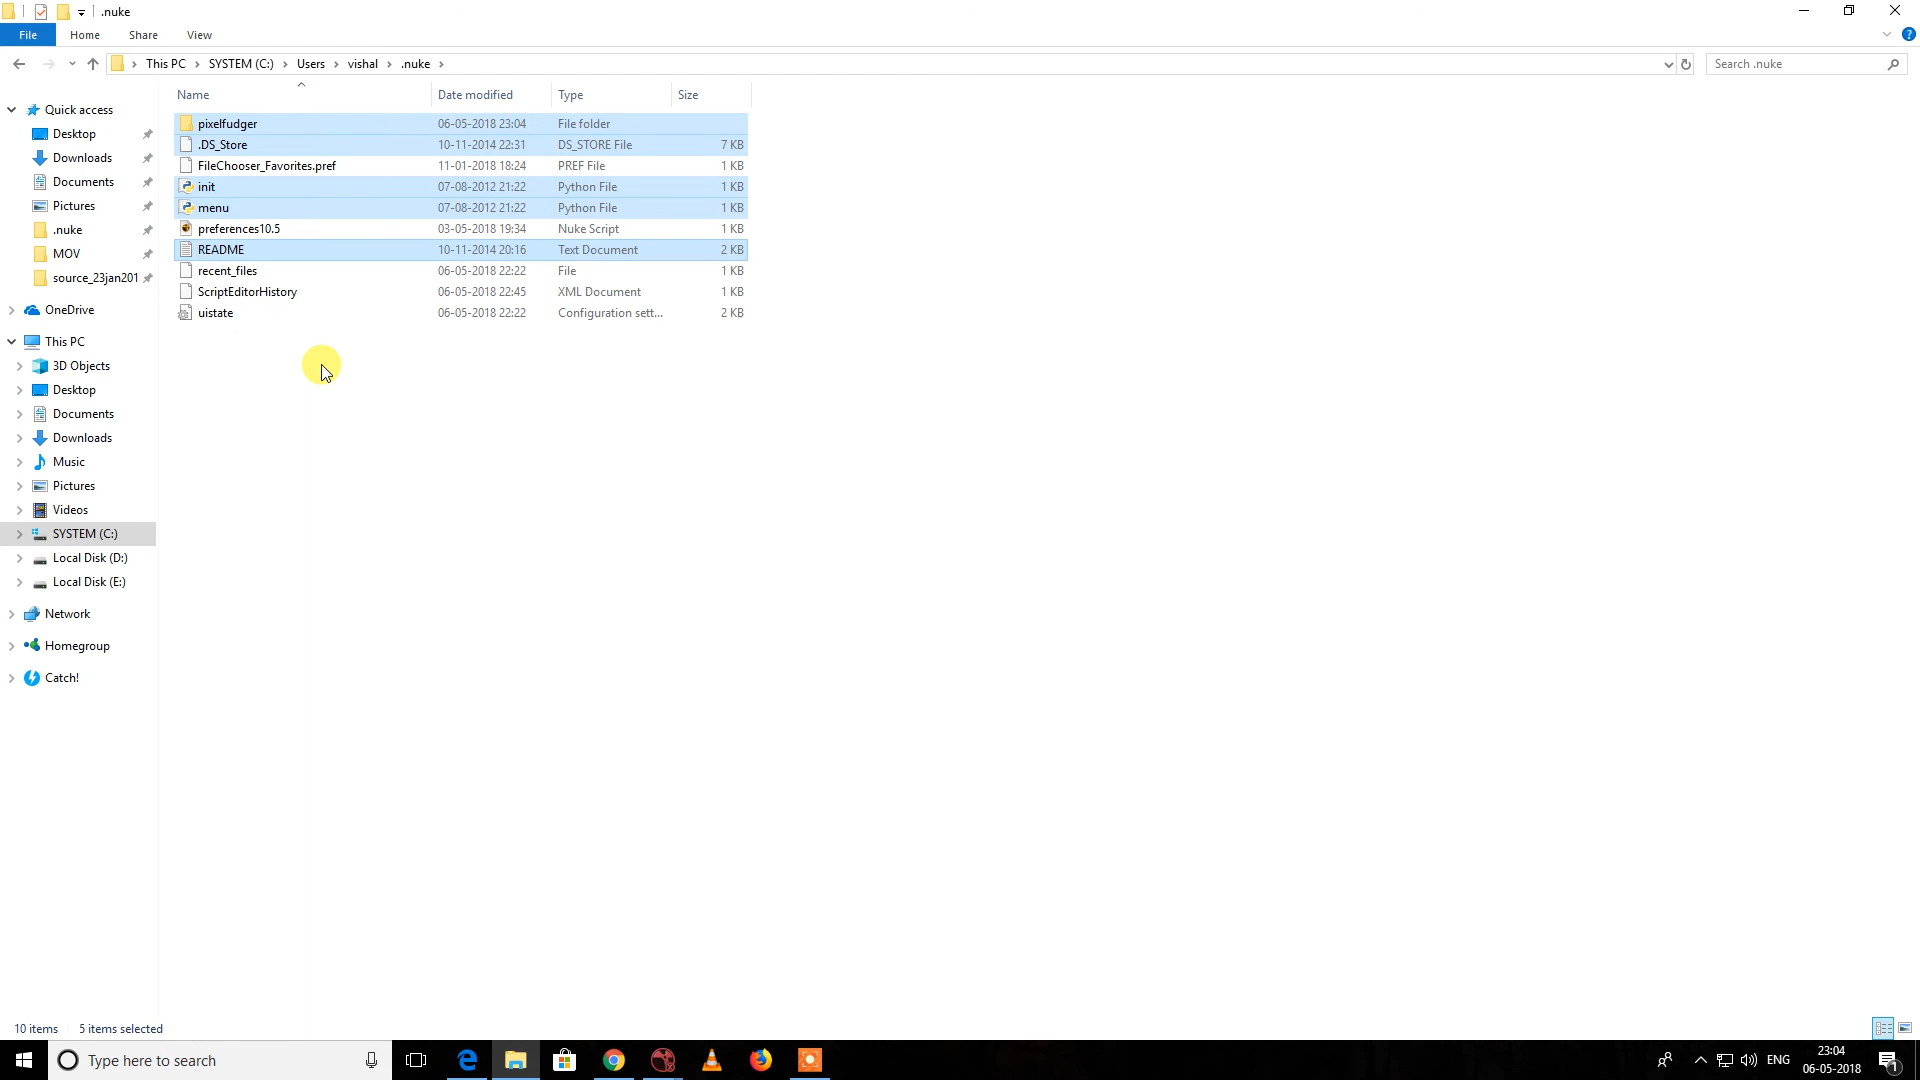 .nuke
File Home Share View
This PC SYSTEM (C:) Users vishal .nuke
Search .nuke
Name Date modified Type Size
pixelfudger 06-05-2018 23:04 File folder
.DS_Store 10-11-2014 22:31 DS_STORE File 7 KB
FileChooser_Favorites.pref 11-01-2018 18:24 PREF File 1 KB
init 07-08-2012 21:22 Python File 1 KB
menu 07-08-2012 21:22 Python File 1 KB
preferences10.5 03-05-2018 19:34 Nuke Script 1 KB
README 10-11-2014 20:16 Text Document 2 KB
recent_files 06-05-2018 22:22 File 1 KB
ScriptEditorHistory 06-05-2018 22:45 XML Document 1 KB
uistate 06-05-2018 22:22 Configuration sett... 2 KB
Quick access
Desktop
Downloads
Documents
Pictures
.nuke
MOV
source_23jan201
OneDrive
This PC
3D Objects
Desktop
Documents
Downloads
Music
Pictures
Videos
SYSTEM (C:)
Local Disk (D:)
Local Disk (E:)
Network
Homegroup
Catch!
10 items 5 items selected
Type here to search
ENG
23:04
06-05-2018
1